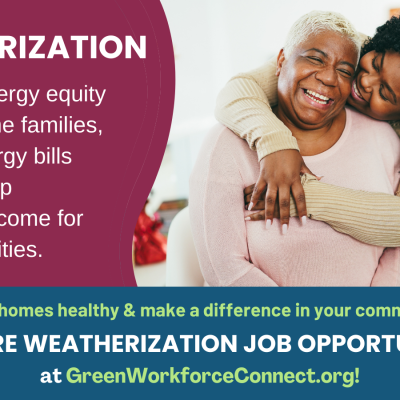 RIZATION
ergy equity
e families,
rgy bills
p
come for
ities.
homes healthy & make a difference in your comm
RE WEATHERIZATION JOB OPPORTU
at GreenWorkforceConnect.org!